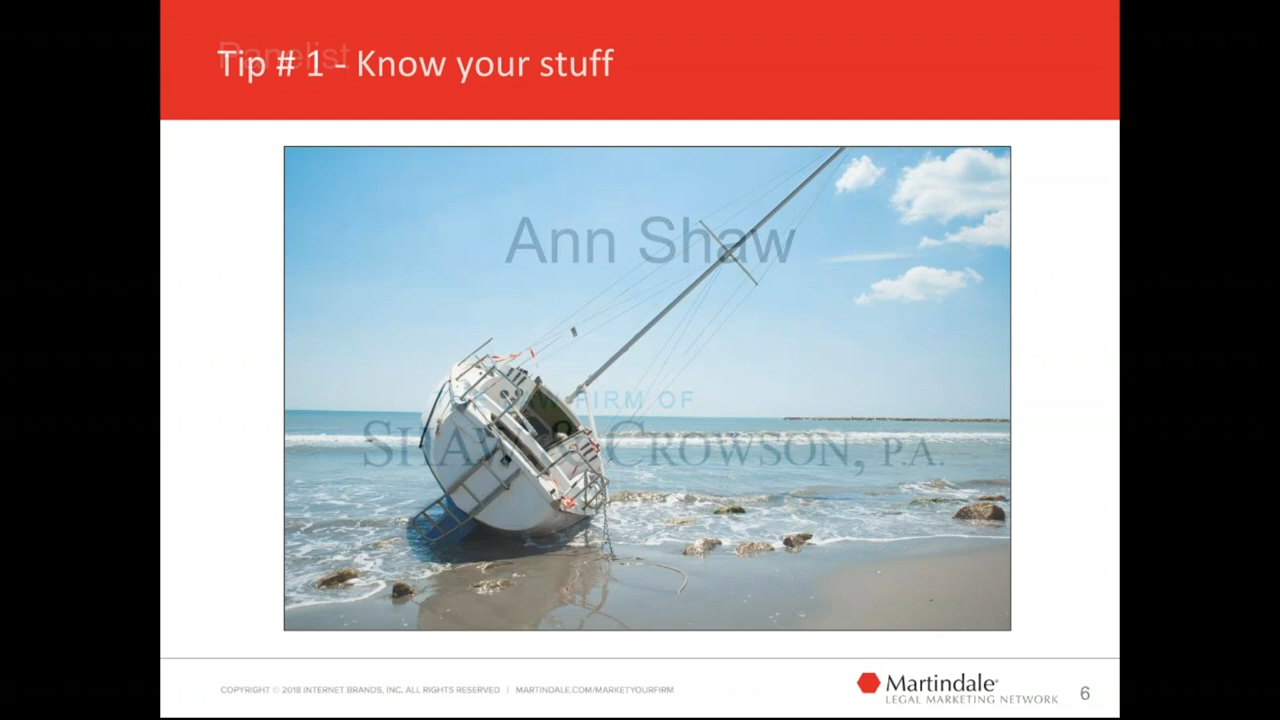 Panelist
Tip # 1 - Know your stuff
Ann Shaw
FIRM OF
SHAW & CROWSON, P.A.
COPYRIGHT © 2018 INTERNET BRANDS, INC. ALL RIGHTS RESERVED | MARTINDALE.COM/MARKETYOURFIRM
Martindale®
LEGAL MARKETING NETWORK
6